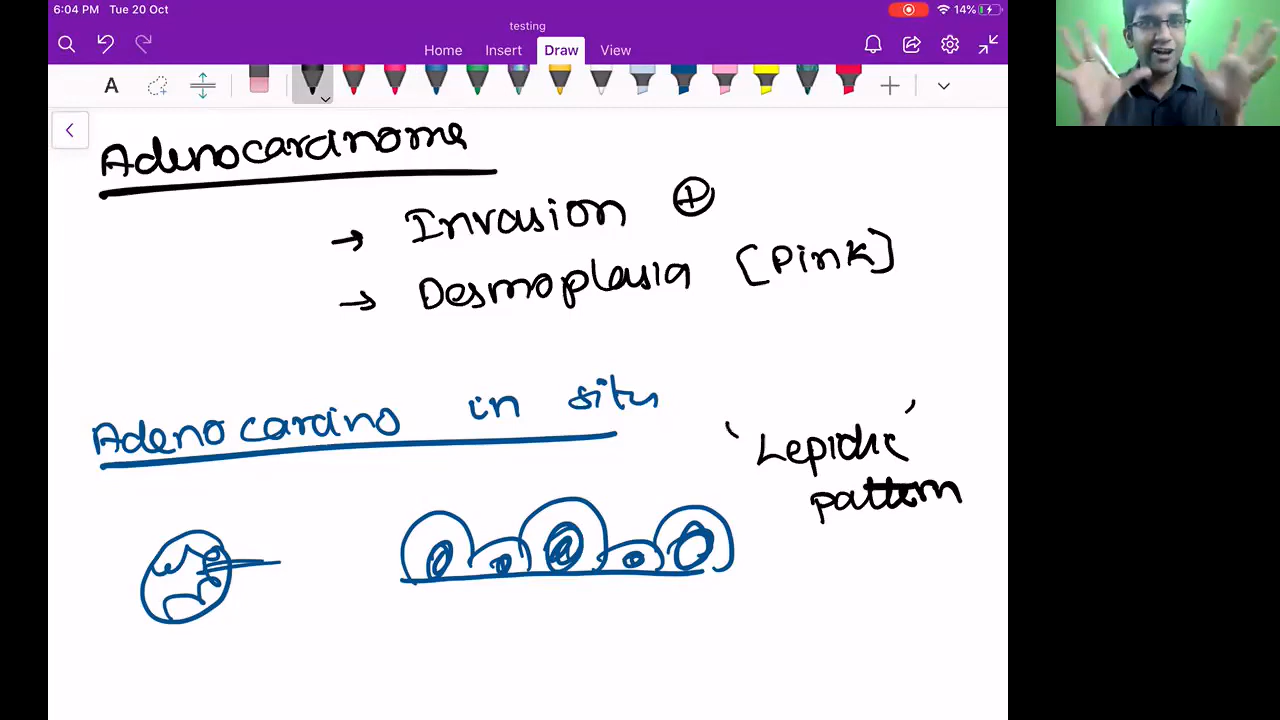 6:04 PM Tue 20 Oct
14%
testing
Home Insert Draw View
A
Adenocarcinoma
→ Invasion ⊕
→ Desmoplasia [Pink]
Adenocarcino in situ
'Lepidic'
pattern